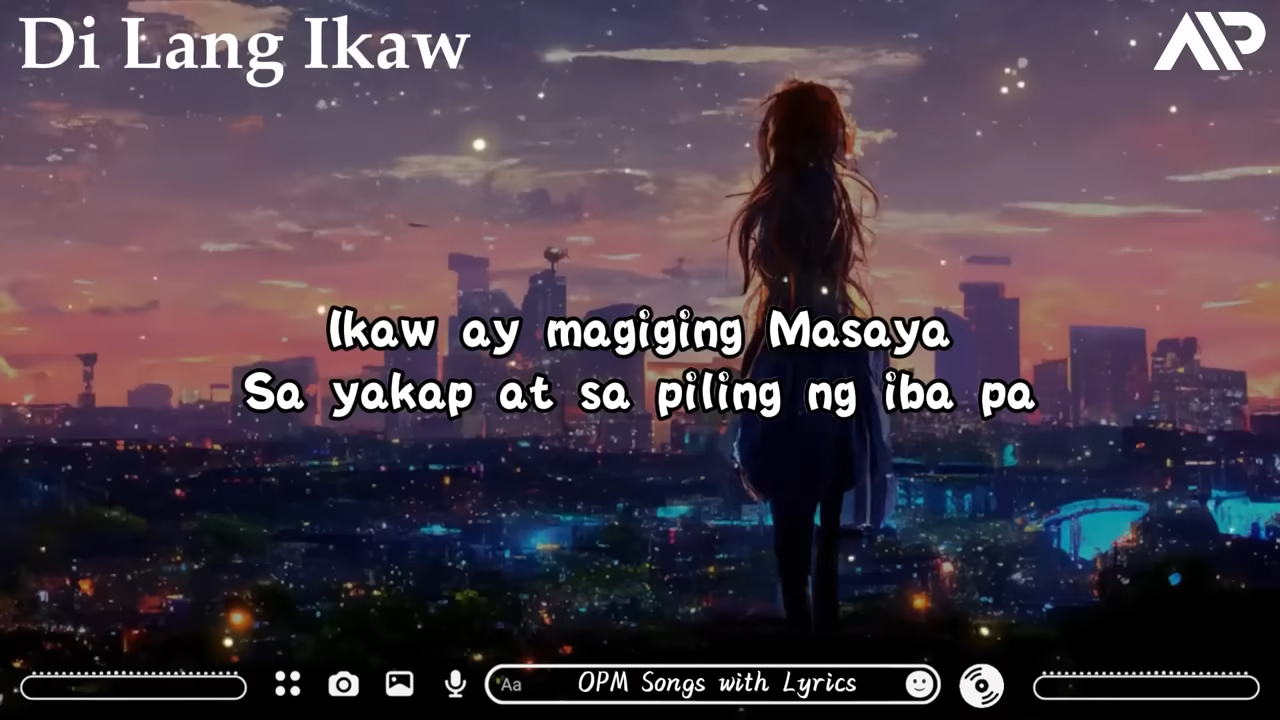 Di Lang Ikaw
AP
Ikaw ay magiging Masaya
Sa yakap at sa piling ng iba pa
Aa
OPM Songs with Lyrics